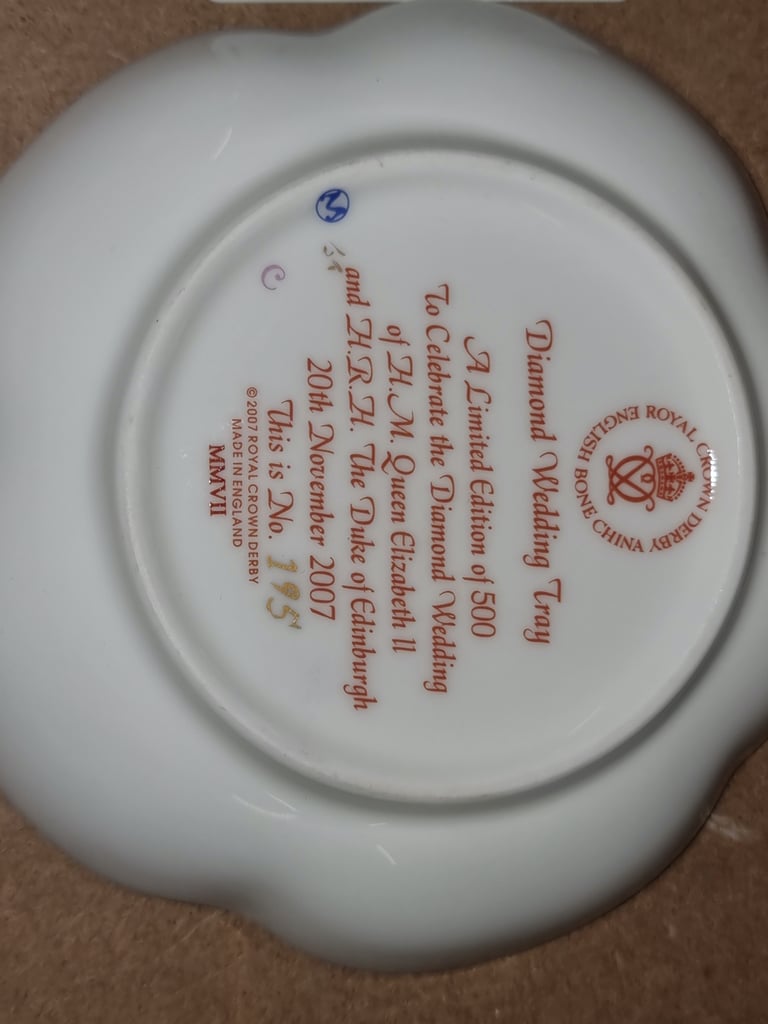 ROYAL CROWN DERBY
ENGLISH BONE CHINA
Diamond Wedding Tray
A Limited Edition of 500
To Celebrate the Diamond Wedding
of H.M. Queen Elizabeth II
and H.R.H. The Duke of Edinburgh
20th November 2007
This is No. 195
© 2007 ROYAL CROWN DERBY
MADE IN ENGLAND
MMVII
M
C